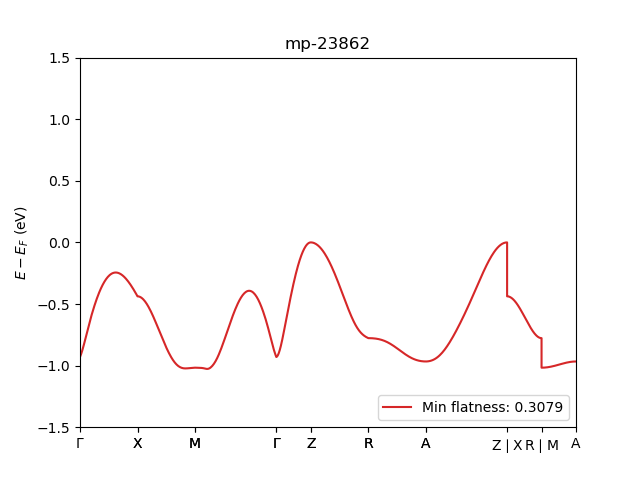 mp-23862
E − E_F (eV)
1.5
1.0
0.5
0.0
−0.5
−1.0
−1.5
Min flatness: 0.3079
Γ X M Γ Z R A Z | X R | M A